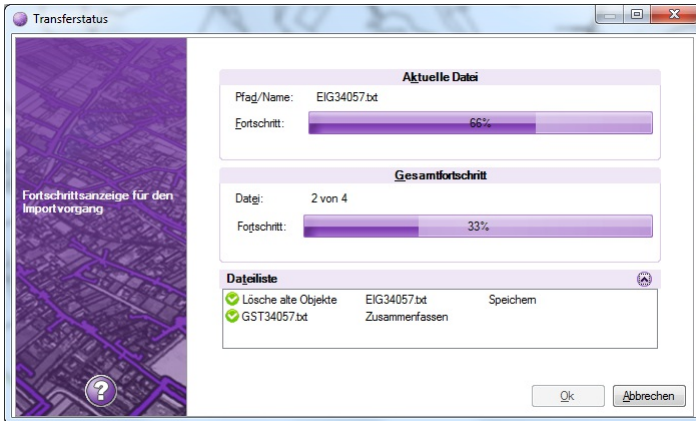 Transferstatus
Aktuelle Datei
Pfad/Name: EIG34057.txt
Fortschritt: 66%
Gesamtfortschritt
Datei: 2 von 4
Fortschritt: 33%
Fortschrittsanzeige für den
Importvorgang
Dateiliste
Lösche alte Objekte EIG34057.txt Speichern
GST34057.txt Zusammenfassen
?
Ok Abbrechen